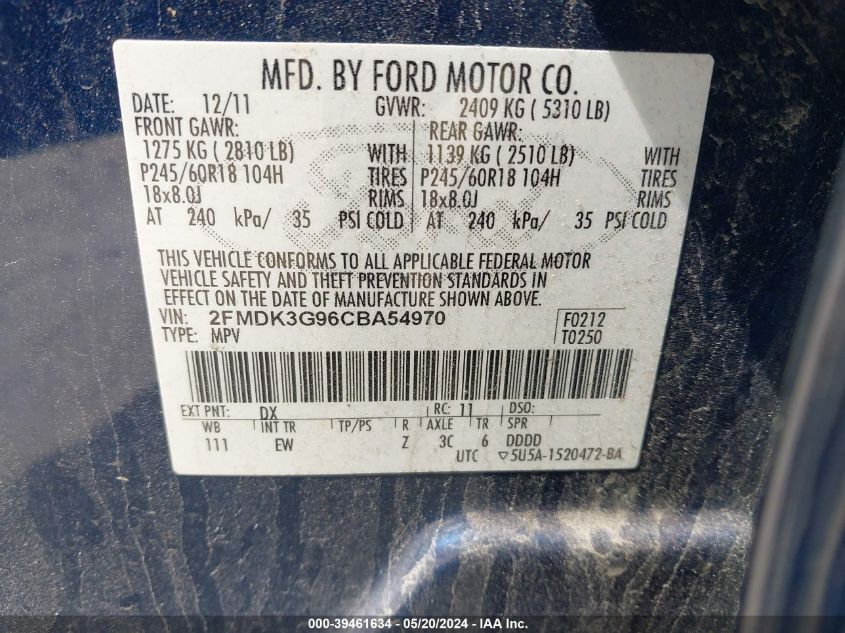 MFD. BY FORD MOTOR CO.
DATE: 12/11 GVWR: 2409 KG ( 5310 LB)
FRONT GAWR: REAR GAWR:
1275 KG ( 2810 LB) WITH 1139 KG ( 2510 LB) WITH
P245/60R18 104H TIRES P245/60R18 104H TIRES
18x8.0J RIMS 18x8.0J RIMS
AT 240 kPa/ 35 PSI COLD AT 240 kPa/ 35 PSI COLD
THIS VEHICLE CONFORMS TO ALL APPLICABLE FEDERAL MOTOR
VEHICLE SAFETY AND THEFT PREVENTION STANDARDS IN
EFFECT ON THE DATE OF MANUFACTURE SHOWN ABOVE.
VIN: 2FMDK3G96CBA54970 F0212
TYPE: MPV T0250
EXT PNT: DX RC: 11 DSO:
WB INT TR TP/PS R AXLE TR SPR
111 EW Z 3C 6 DDDD
UTC ▽5U5A-1520472-BA
000-39461634 / 05/20/2024 - IAA Inc.